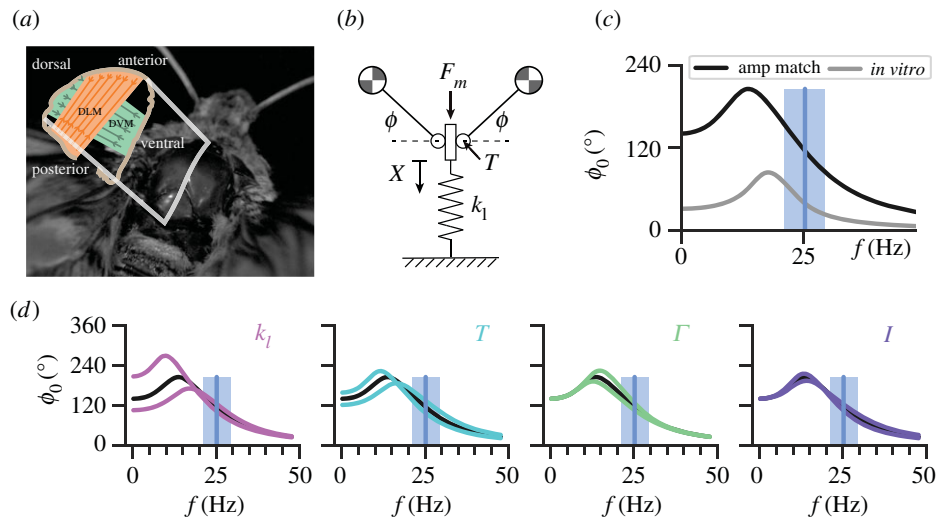 (a)
dorsal
anterior
DLM
DVM
ventral
posterior
(b)
F_m
ϕ
ϕ
X
T
k_l
(c)
240
amp match
in vitro
120
0
ϕ_0 (°)
0
25
f (Hz)
(d)
360
240
120
0
ϕ_0 (°)
k_l
T
Γ
I
0 25 50
0 25 50
0 25 50
0 25 50
f (Hz)
f (Hz)
f (Hz)
f (Hz)